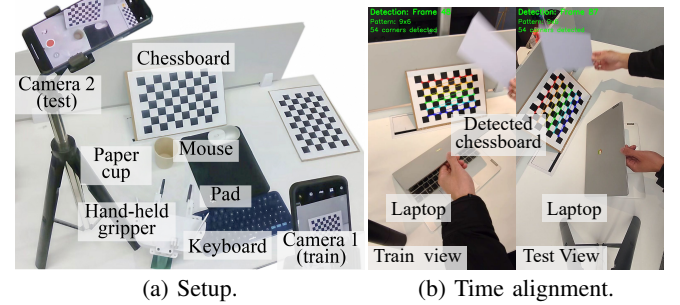 Chessboard
Camera 2
(test)
Mouse
Paper
cup
Pad
Hand-held
gripper
Keyboard
Camera 1
(train)
(a) Setup.
Detection: Frame
Pattern: 9x6
54 corners detected
Detection: Frame 67
Pattern: 9x6
54 corners detected
Detected
chessboard
Laptop
Laptop
Train view
Test View
(b) Time alignment.